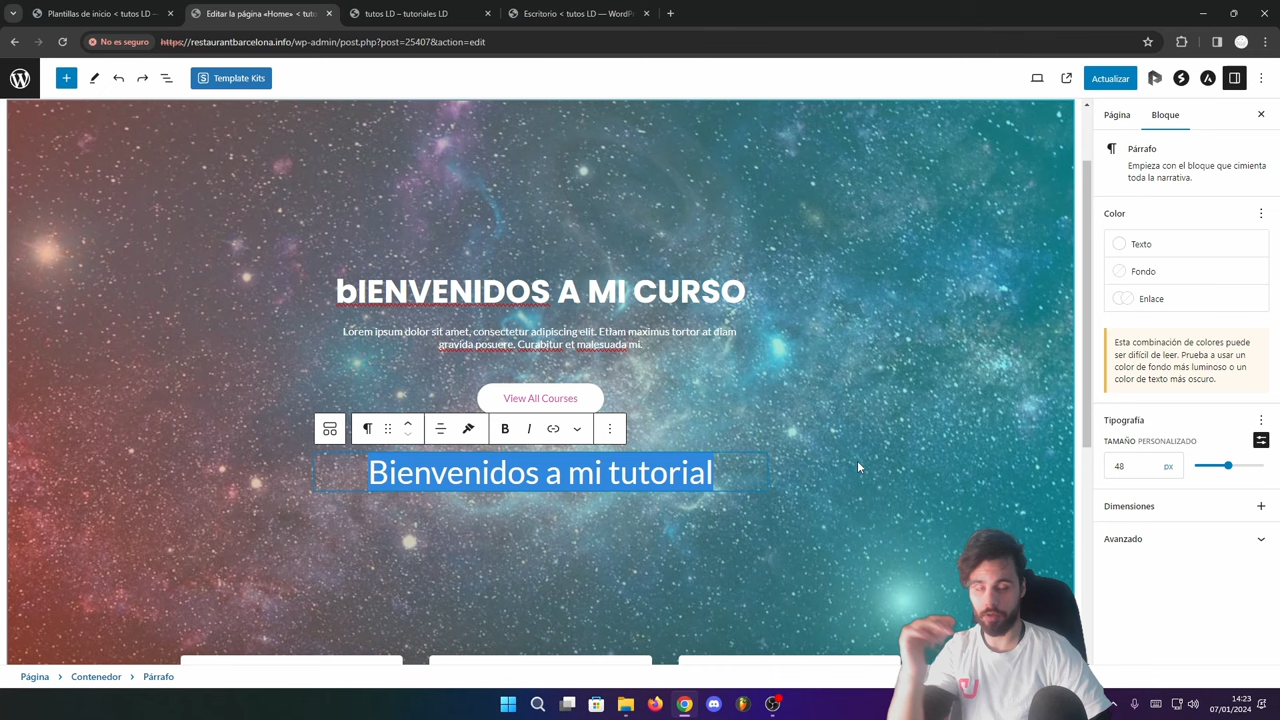 Plantillas de inicio < tutos LD —
Editar la página «Home» < tuto
tutos LD – tutoriales LD
Escritorio < tutos LD — WordPr
No es seguro
https://restaurantbarcelona.info/wp-admin/post.php?post=25407&action=edit
Template Kits
Actualizar
Página
Bloque
Párrafo
Empieza con el bloque que cimienta
toda la narrativa.
Color
Texto
Fondo
Enlace
Esta combinación de colores puede
ser difícil de leer. Prueba a usar un
color de fondo más luminoso o un
color de texto más oscuro.
Tipografía
TAMAÑO PERSONALIZADO
48 px
Dimensiones
Avanzado
bIENVENIDOS A MI CURSO
Lorem ipsum dolor sit amet, consectetur adipiscing elit. Etiam maximus tortor at diam
gravida posuere. Curabitur et malesuada mi.
View All Courses
B I
Bienvenidos a mi tutorial
Página > Contenedor > Párrafo
14:23
07/01/2024